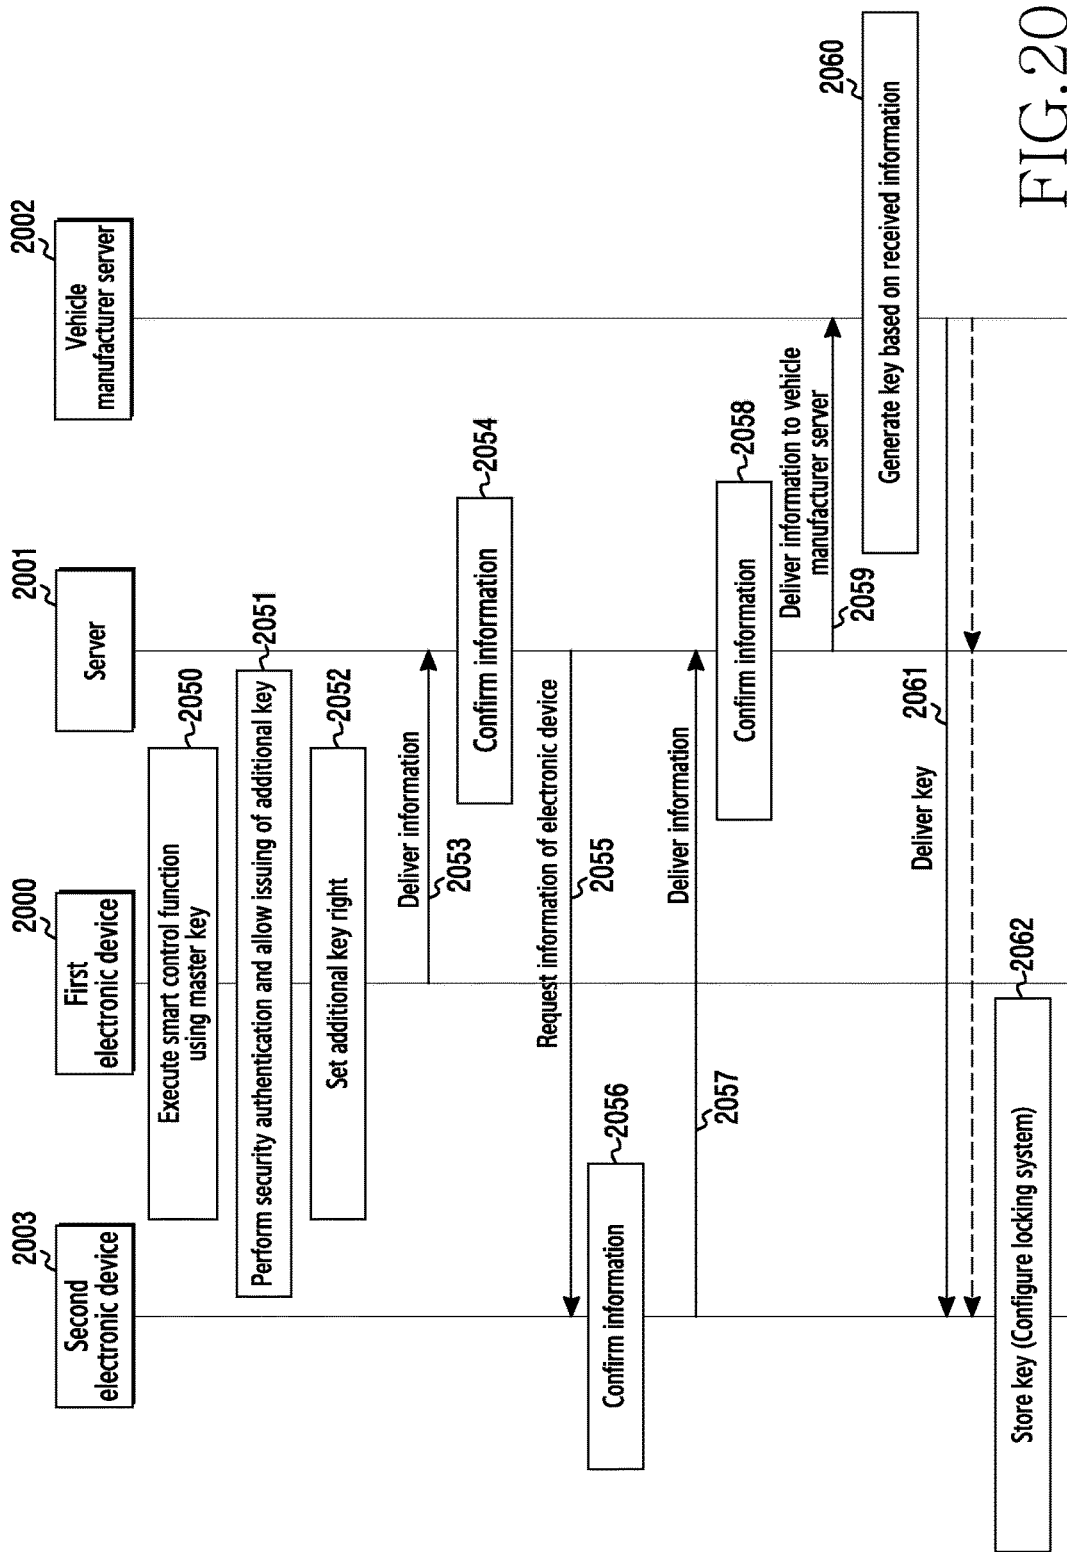 2003
Second
electronic device
2000
First
electronic device
2001
Server
2002
Vehicle
manufacturer server
2050
Execute smart control function
using master key
2051
Perform security authentication and allow issuing of additional key
2052
Set additional key right
Deliver information
2053
2054
Confirm information
Request information of electronic device
2055
2056
Confirm information
Deliver information
2057
2058
Confirm information
Deliver information to vehicle
manufacturer server
2059
2060
Generate key based on received information
Deliver key
2061
2062
Store key (Configure locking system)
FIG.20